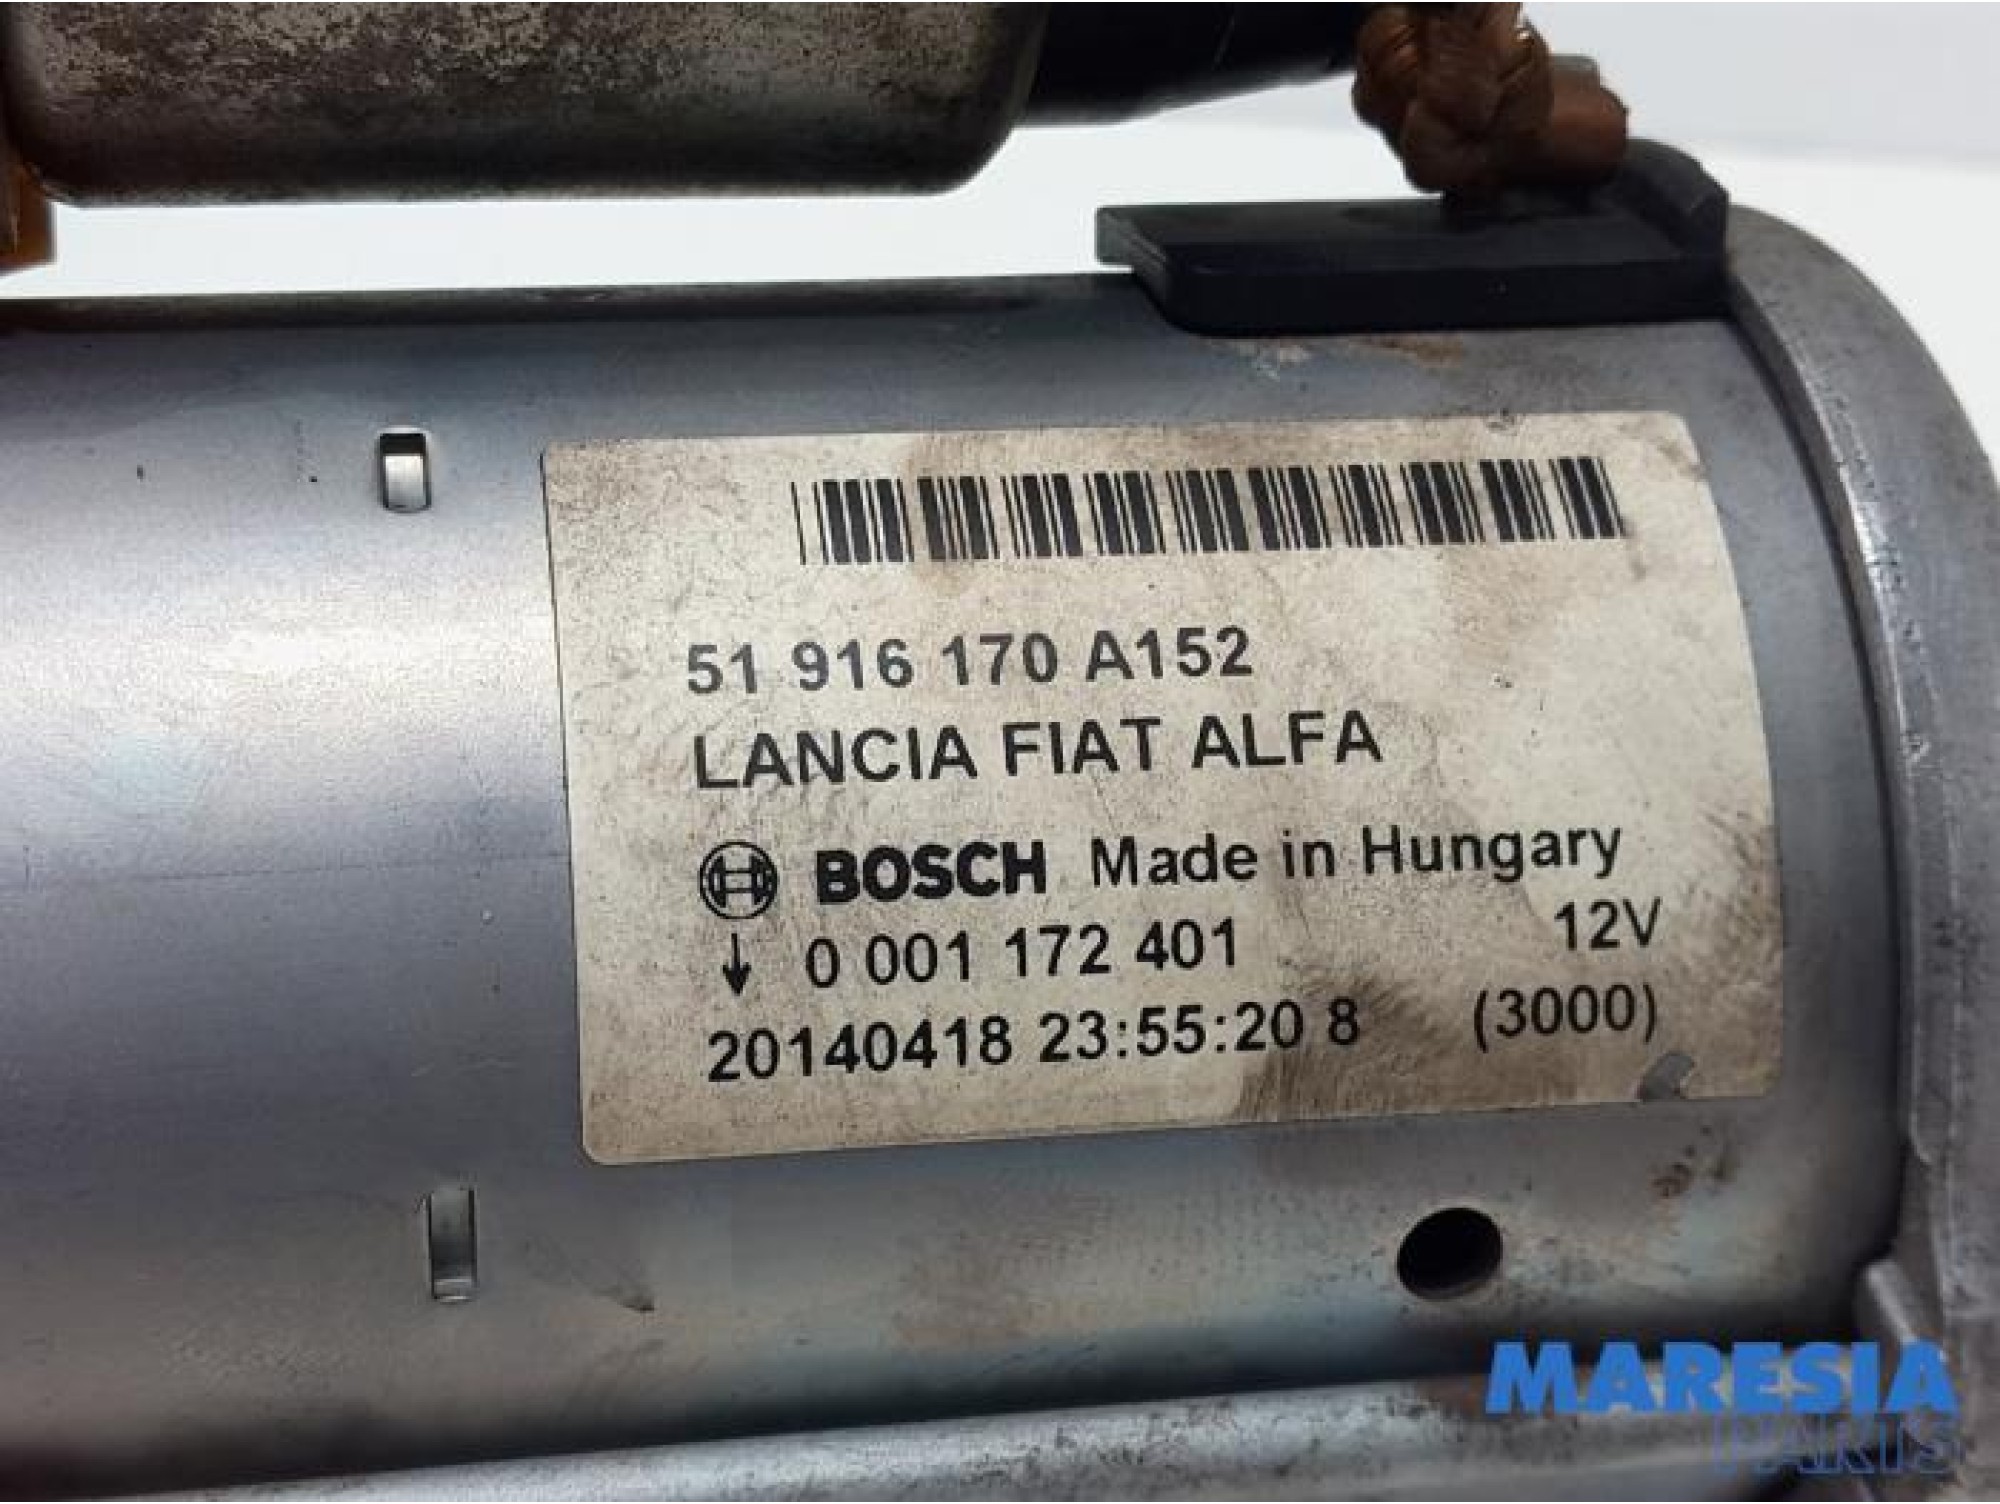 51 916 170 A152
LANCIA FIAT ALFA
BOSCH Made in Hungary
↓ 0 001 172 401 12V
20140418 23:55:20 8 (3000)
MARESIA
PARTS